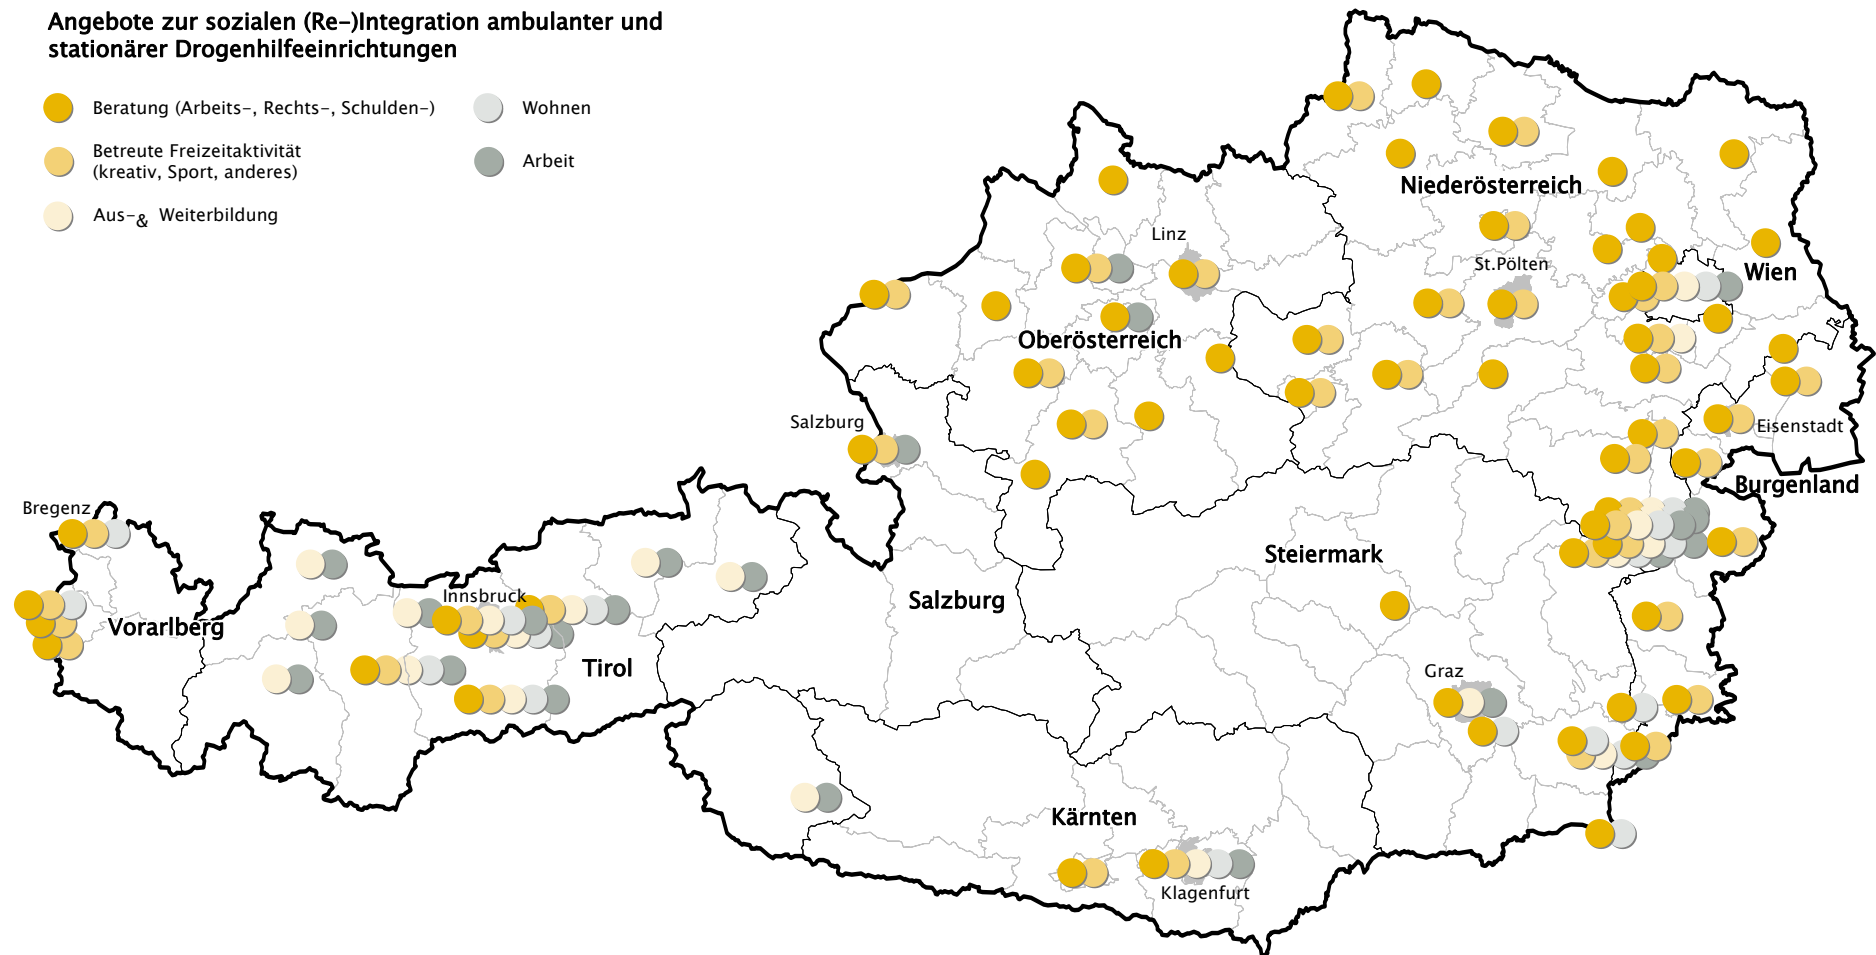 Angebote zur sozialen (Re-)Integration ambulanter und
stationärer Drogenhilfeeinrichtungen
Beratung (Arbeits-, Rechts-, Schulden-)
Betreute Freizeitaktivität
(kreativ, Sport, anderes)
Aus-& Weiterbildung
Wohnen
Arbeit
Niederösterreich
Linz
St.Pölten
Wien
Oberösterreich
Salzburg
Eisenstadt
Burgenland
Bregenz
Steiermark
Innsbruck
Salzburg
Vorarlberg
Tirol
Graz
Kärnten
Klagenfurt